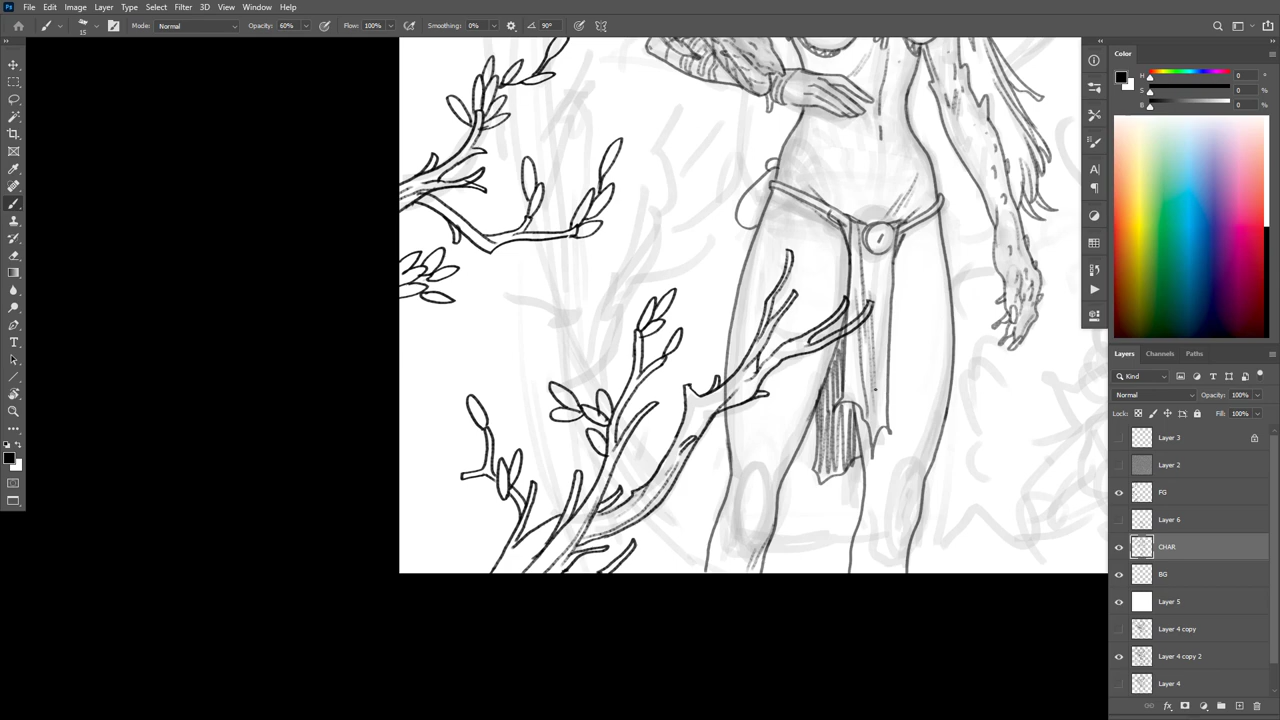 Ps File Edit Image Layer Type Select Filter 3D View Window Help
15 Mode: Normal Opacity: 60% Flow: 100% Smoothing: 0% 90°
Color
H 0 °
S 0 %
B 0 %
Layers Channels Paths
Kind
Normal Opacity: 100%
Lock: Fill: 100%
Layer 3
Layer 2
FG
Layer 6
CHAR
BG
Layer 5
Layer 4 copy
Layer 4 copy 2
Layer 4